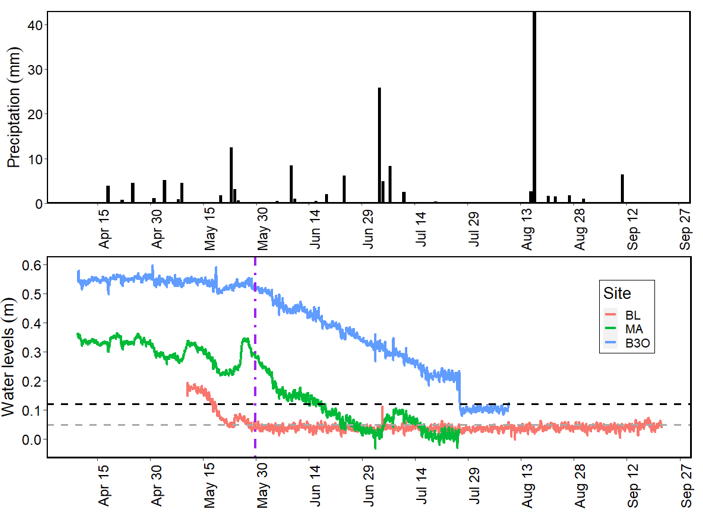 Preciptation (mm)
40
30
20
10
0
Apr 15
Apr 30
May 15
May 30
Jun 14
Jun 29
Jul 14
Jul 29
Aug 13
Aug 28
Sep 12
Sep 27
Water levels (m)
0.6
0.5
0.4
0.3
0.2
0.1
0.0
Site
BL
MA
B3O
Apr 15
Apr 30
May 15
May 30
Jun 14
Jun 29
Jul 14
Jul 29
Aug 13
Aug 28
Sep 12
Sep 27